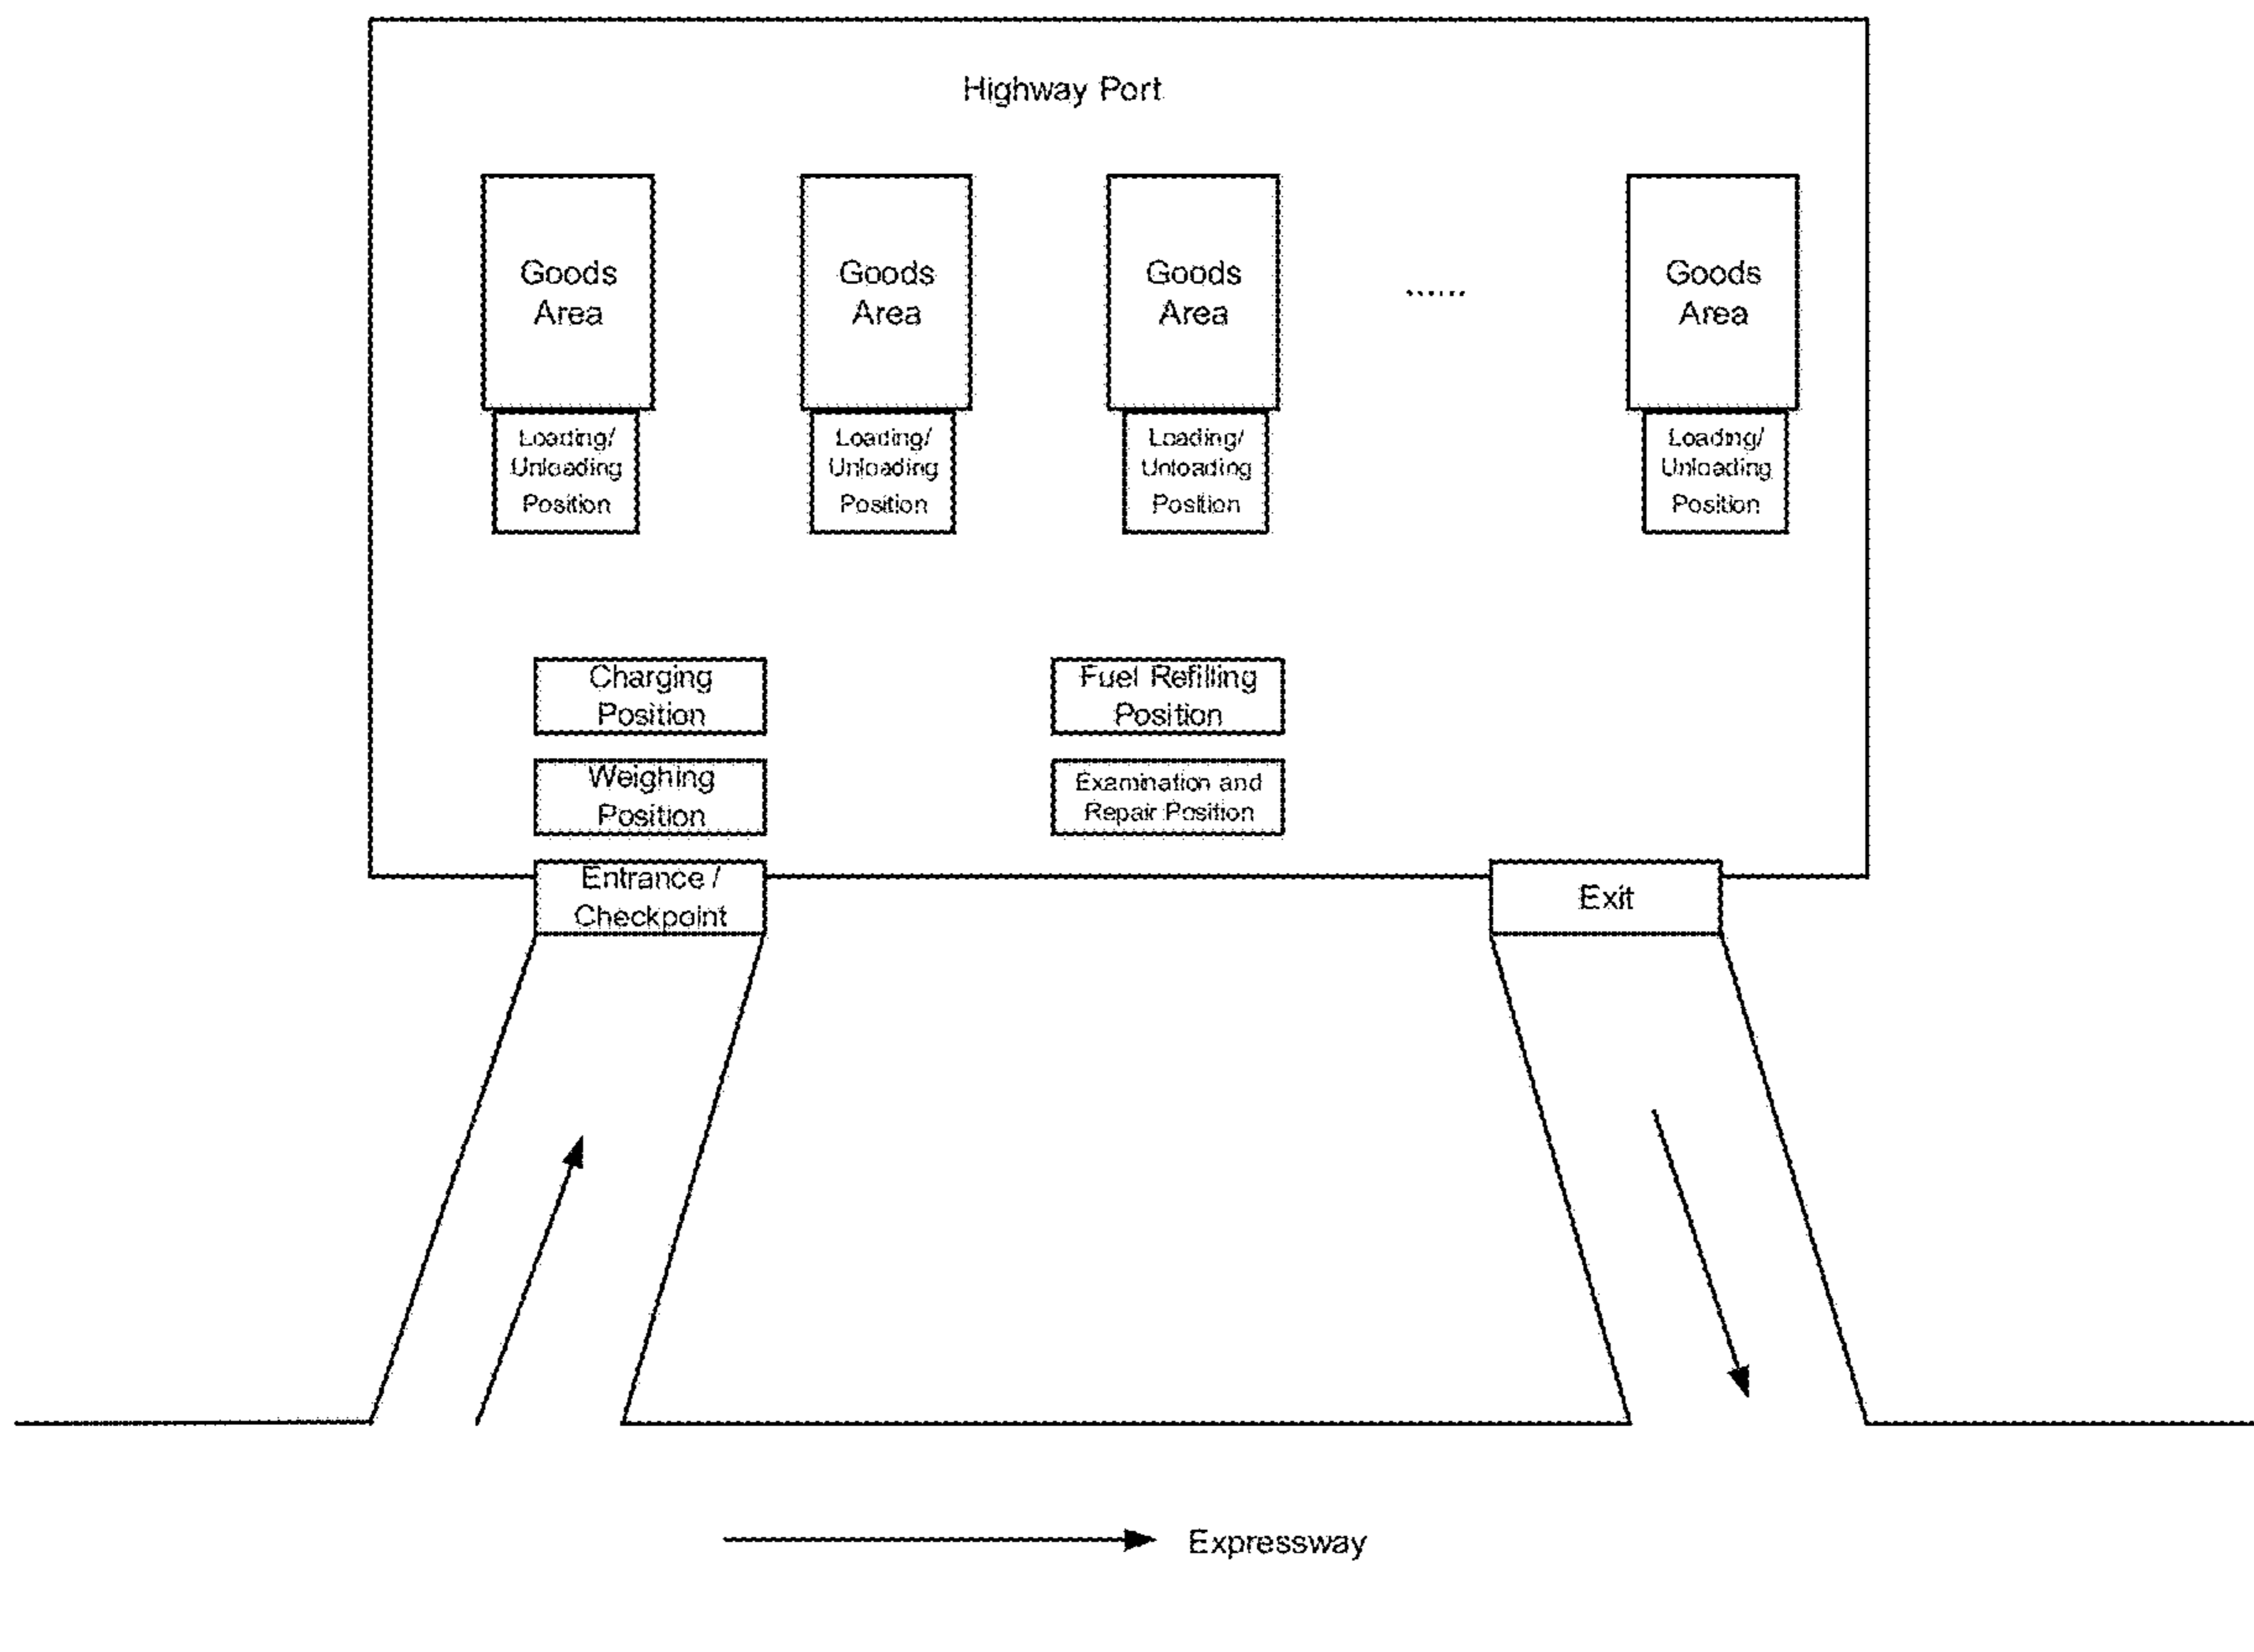 Highway Port
Goods
Area
Goods
Area
Goods
Area
......
Goods
Area
Loading/
Unloading
Position
Loading/
Unloading
Position
Loading/
Unloading
Position
Loading/
Unloading
Position
Charging
Position
Fuel Refilling
Position
Weighing
Position
Examination and
Repair Position
Entrance /
Checkpoint
Exit
Expressway